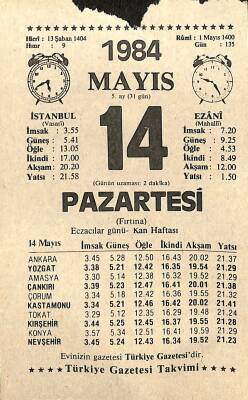 Hicrî : 13 Şaban 1404
Hızır : 9
1984
Rûmî : 1 Mayıs 1400
Gün : 135
MAYIS
5. ay (31 gün)
İSTANBUL
(Vasatî)
İmsak : 3.55
Güneş : 5.41
Öğle : 13.05
İkindi : 17.00
Akşam : 20.20
Yatsı : 21.58
14
EZÂNÎ
(Mahallî)
İmsak : 7.20
Güneş : 9.25
Öğle : 4.53
İkindi : 8.49
Akşam : 12.00
Yatsı : 1.50
(Günün uzaması: 2 dakika)
PAZARTESİ
(Fırtına)
Eczacılar günü- Kan Haftası
14 Mayıs İmsak Güneş Öğle İkindi Akşam Yatsı
ANKARA 3.45 5.28 12.50 16.43 20.02 21.37
YOZGAT 3.38 5.21 12.42 16.35 19.54 21.29
AMASYA 3.30 5.14 12.38 16.32 19.52 21.29
ÇANKIRI 3.39 5.23 12.47 16.41 20.01 21.38
ÇORUM 3.34 5.18 12.42 16.36 19.56 21.32
KASTAMONU 3.34 5.21 12.46 16.42 20.02 21.41
TOKAT 3.29 5.12 12.35 16.29 19.48 21.24
KIRŞEHİR 3.44 5.25 12.45 16.37 19.56 21.30
KONYA 3.57 5.34 12.51 16.41 19.59 21.29
NEVŞEHİR 3.45 5.24 12.43 16.34 19.52 21.23
Evinizin gazetesi Türkiye Gazetesi'dir.
★★★★ Türkiye Gazetesi Takvimi ★★★★